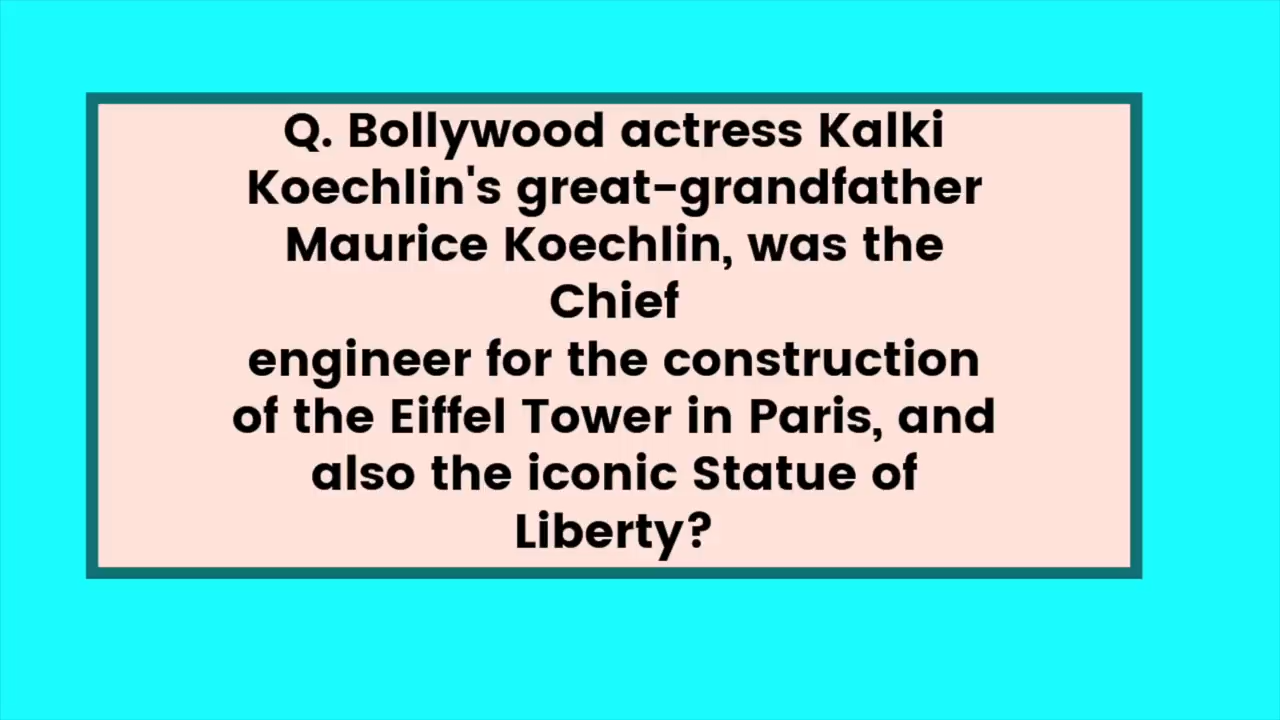 Q. Bollywood actress Kalki
Koechlin's great-grandfather
Maurice Koechlin, was the
Chief
engineer for the construction
of the Eiffel Tower in Paris, and
also the iconic Statue of
Liberty?